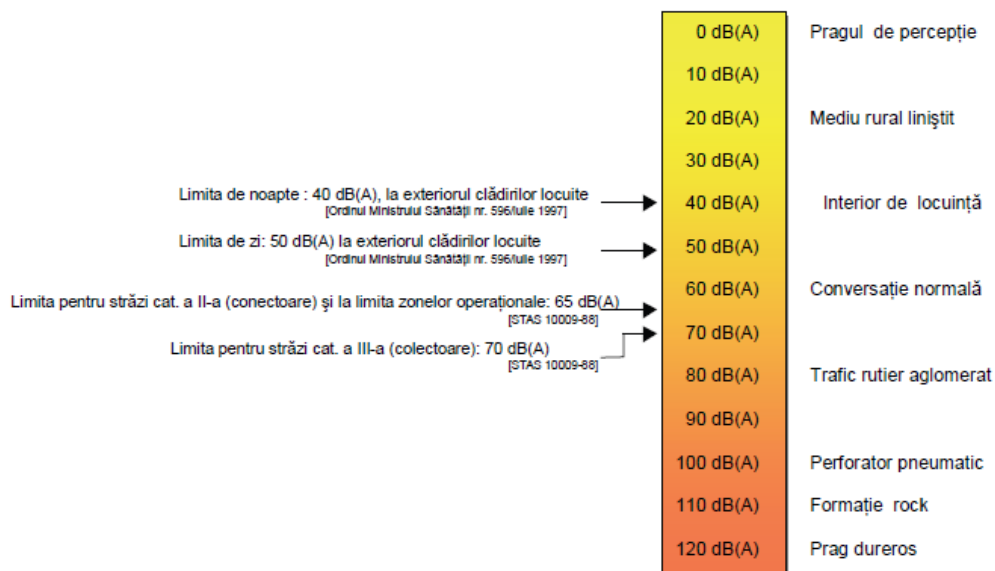 0 dB(A) Pragul de percepție
10 dB(A)
20 dB(A) Mediu rural liniştit
30 dB(A)
Limita de noapte : 40 dB(A), la exteriorul clădirilor locuite
[Ordinul Ministrului Sănătăţii nr. 596/iulie 1997]
40 dB(A) Interior de locuință
Limita de zi: 50 dB(A) la exteriorul clădirilor locuite
[Ordinul Ministrului Sănătăţii nr. 596/iulie 1997]
50 dB(A)
60 dB(A) Conversație normală
Limita pentru străzi cat. a II-a (conectoare) şi la limita zonelor operaționale: 65 dB(A)
[STAS 10009-88]
70 dB(A)
Limita pentru străzi cat. a III-a (colectoare): 70 dB(A)
[STAS 10009-88]
80 dB(A) Trafic rutier aglomerat
90 dB(A)
100 dB(A) Perforator pneumatic
110 dB(A) Formație rock
120 dB(A) Prag dureros